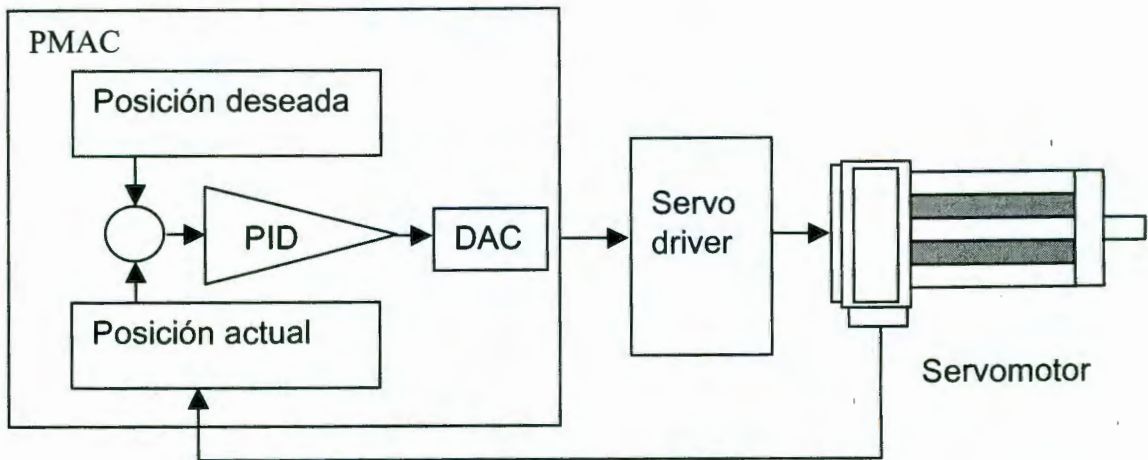 PMAC
Posición deseada
PID
DAC
Posición actual
Servo
driver
Servomotor